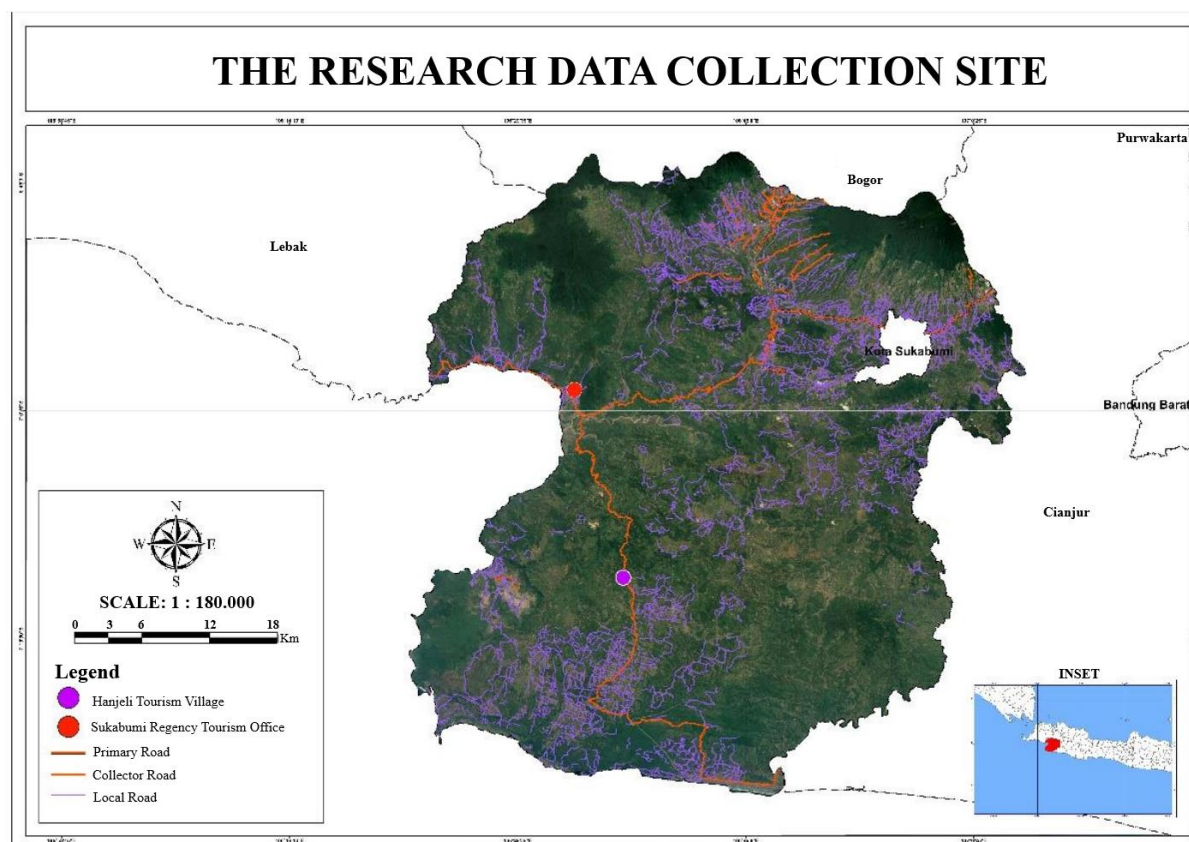 THE RESEARCH DATA COLLECTION SITE
Purwakarta
Bogor
Lebak
Kota Sukabumi
Bandung Barat
Cianjur
N
W E
S
SCALE: 1 : 180.000
0 3 6 12 18
Km
Legend
Hanjeli Tourism Village
Sukabumi Regency Tourism Office
Primary Road
Collector Road
Local Road
INSET